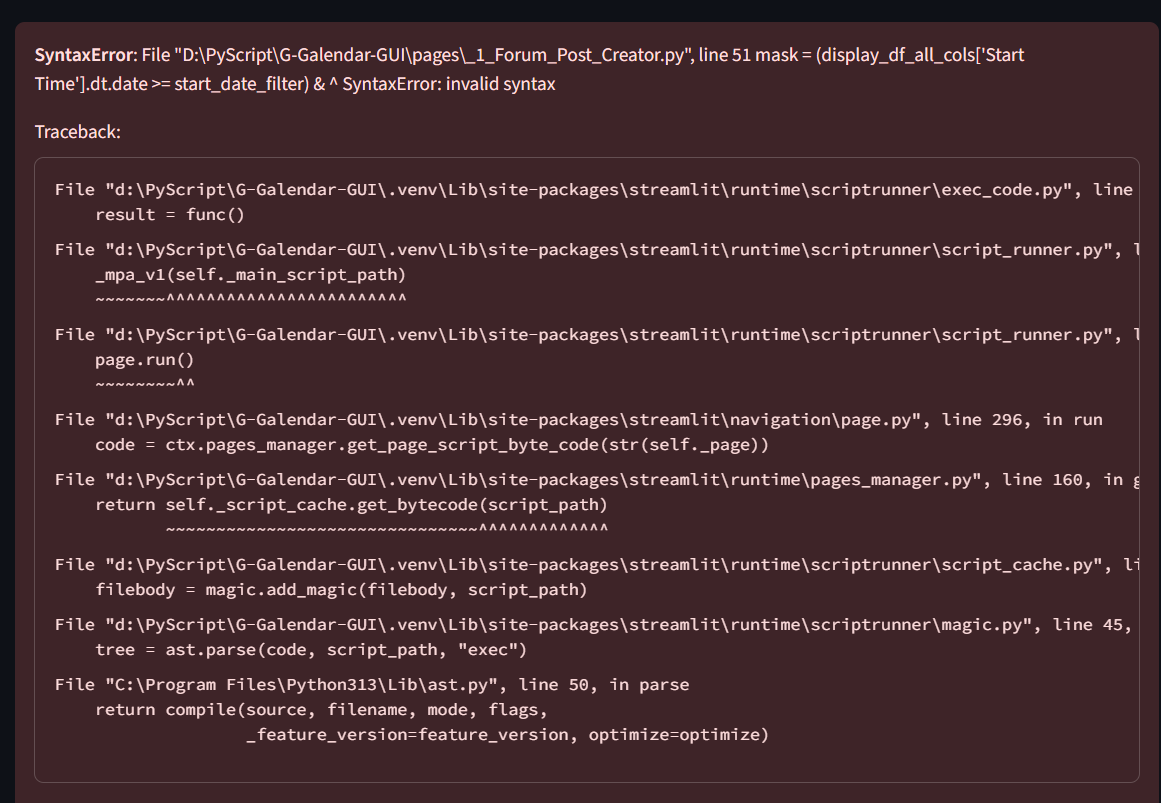 SyntaxError: File "D:\PyScript\G-Galendar-GUI\pages\_1_Forum_Post_Creator.py", line 51 mask = (display_df_all_cols['Start
Time'].dt.date >= start_date_filter) & ^ SyntaxError: invalid syntax
Traceback:
File "d:\PyScript\G-Galendar-GUI\.venv\Lib\site-packages\streamlit\runtime\scriptrunner\exec_code.py", line
    result = func()
File "d:\PyScript\G-Galendar-GUI\.venv\Lib\site-packages\streamlit\runtime\scriptrunner\script_runner.py", l
    _mpa_v1(self._main_script_path)
    ~~~~~~~^^^^^^^^^^^^^^^^^^^^^^^^
File "d:\PyScript\G-Galendar-GUI\.venv\Lib\site-packages\streamlit\runtime\scriptrunner\script_runner.py", l
    page.run()
    ~~~~~~~~^^
File "d:\PyScript\G-Galendar-GUI\.venv\Lib\site-packages\streamlit\navigation\page.py", line 296, in run
    code = ctx.pages_manager.get_page_script_byte_code(str(self._page))
File "d:\PyScript\G-Galendar-GUI\.venv\Lib\site-packages\streamlit\runtime\pages_manager.py", line 160, in g
    return self._script_cache.get_bytecode(script_path)
           ~~~~~~~~~~~~~~~~~~~~~~~~~~~~~~~^^^^^^^^^^^^^
File "d:\PyScript\G-Galendar-GUI\.venv\Lib\site-packages\streamlit\runtime\scriptrunner\script_cache.py", li
    filebody = magic.add_magic(filebody, script_path)
File "d:\PyScript\G-Galendar-GUI\.venv\Lib\site-packages\streamlit\runtime\scriptrunner\magic.py", line 45,
    tree = ast.parse(code, script_path, "exec")
File "C:\Program Files\Python313\Lib\ast.py", line 50, in parse
    return compile(source, filename, mode, flags,
                   _feature_version=feature_version, optimize=optimize)